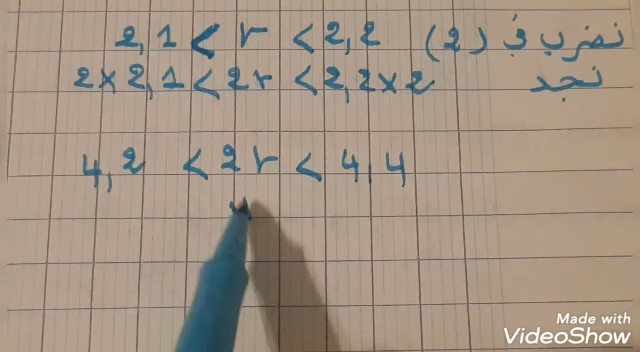 2,1 < r < 2,2 نضرب في (2)
2×2,1 < 2r < 2,2×2 نجد
4,2 < 2r < 4,4
Made with
VideoShow